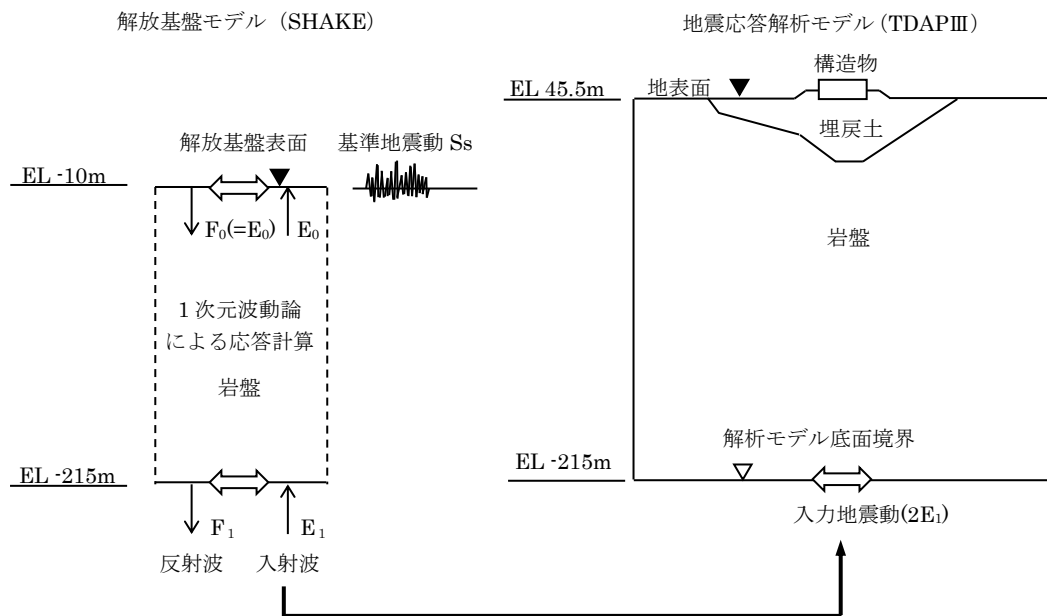 解放基盤モデル（SHAKE）
解放基盤表面
基準地震動 Ss
EL -10m
F₀(=E₀)
E₀
１次元波動論
による応答計算
岩盤
EL -215m
F₁
E₁
反射波
入射波
地震応答解析モデル（TDAPⅢ）
構造物
EL 45.5m
地表面
埋戻土
岩盤
解析モデル底面境界
EL -215m
入力地震動(2E₁)